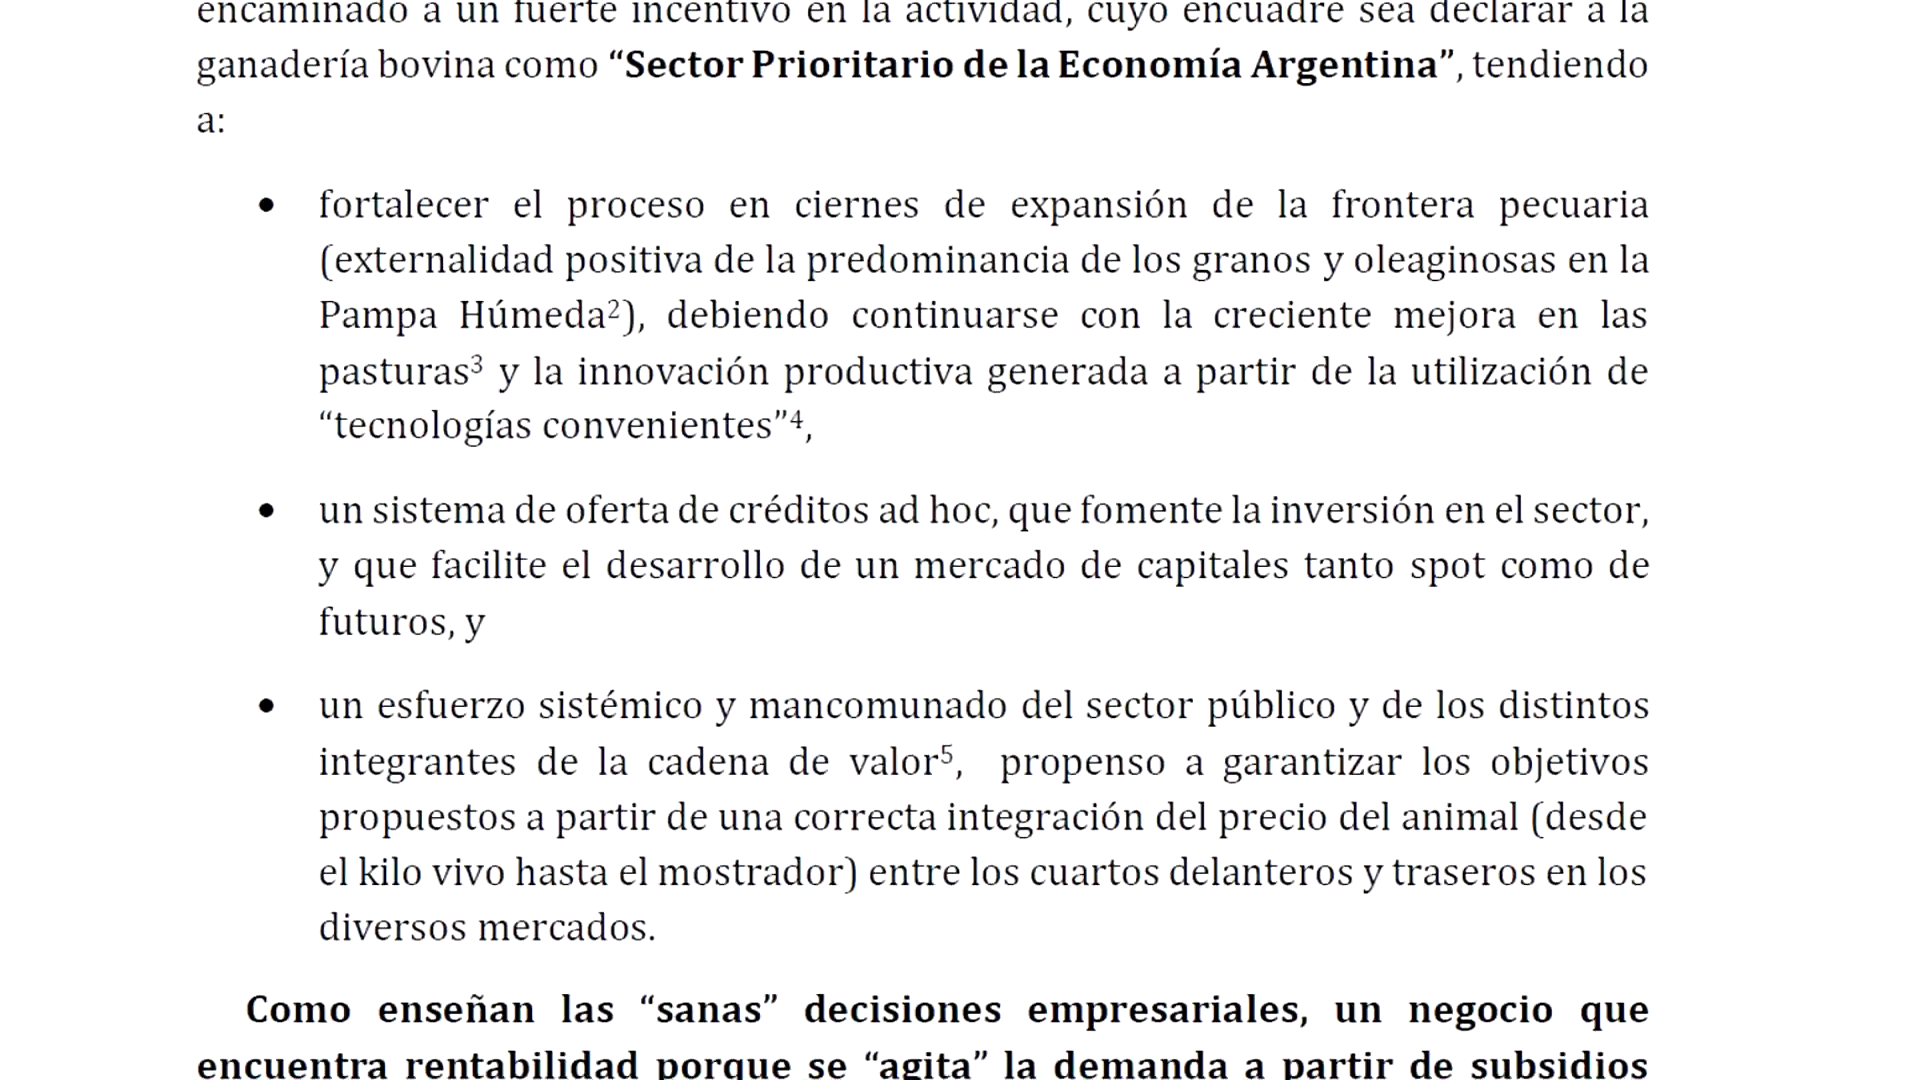 encaminado a un fuerte incentivo en la actividad, cuyo encuadre sea declarar a la
ganadería bovina como “Sector Prioritario de la Economía Argentina”, tendiendo
a:
• fortalecer el proceso en ciernes de expansión de la frontera pecuaria
(externalidad positiva de la predominancia de los granos y oleaginosas en la
Pampa Húmeda²), debiendo continuarse con la creciente mejora en las
pasturas³ y la innovación productiva generada a partir de la utilización de
“tecnologías convenientes”⁴,
• un sistema de oferta de créditos ad hoc, que fomente la inversión en el sector,
y que facilite el desarrollo de un mercado de capitales tanto spot como de
futuros, y
• un esfuerzo sistémico y mancomunado del sector público y de los distintos
integrantes de la cadena de valor⁵, propenso a garantizar los objetivos
propuestos a partir de una correcta integración del precio del animal (desde
el kilo vivo hasta el mostrador) entre los cuartos delanteros y traseros en los
diversos mercados.
Como enseñan las “sanas” decisiones empresariales, un negocio que
encuentra rentabilidad porque se “agita” la demanda a partir de subsidios